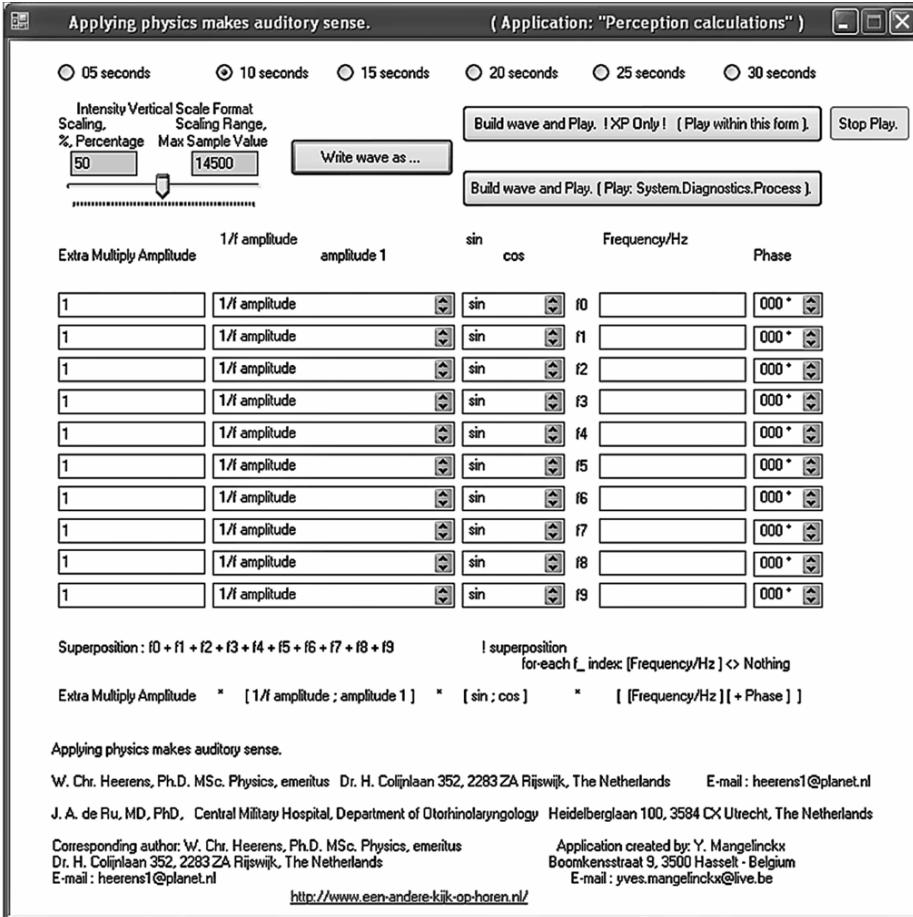 Applying physics makes auditory sense. ( Application: "Perception calculations" )
05 seconds 10 seconds 15 seconds 20 seconds 25 seconds 30 seconds
Intensity Vertical Scale Format
Scaling, Scaling Range,
%, Percentage Max Sample Value
50 14500
Write wave as ...
Build wave and Play. ! XP Only ! ( Play within this form ).
Stop Play.
Build wave and Play. ( Play: System.Diagnostics.Process ).
1/f amplitude sin Frequency/Hz
Extra Multiply Amplitude amplitude 1 cos Phase
1 1/f amplitude sin f0 000 °
1 1/f amplitude sin f1 000 °
1 1/f amplitude sin f2 000 °
1 1/f amplitude sin f3 000 °
1 1/f amplitude sin f4 000 °
1 1/f amplitude sin f5 000 °
1 1/f amplitude sin f6 000 °
1 1/f amplitude sin f7 000 °
1 1/f amplitude sin f8 000 °
1 1/f amplitude sin f9 000 °
Superposition : f0 + f1 + f2 + f3 + f4 + f5 + f6 + f7 + f8 + f9 ! superposition
for-each f_ index: [Frequency/Hz ] <> Nothing
Extra Multiply Amplitude * [ 1/f amplitude ; amplitude 1 ] * [ sin ; cos ] * [ [Frequency/Hz ] [ + Phase ] ]
Applying physics makes auditory sense.
W. Chr. Heerens, Ph.D. MSc. Physics, emeritus Dr. H. Colijnlaan 352, 2283 ZA Rijswijk, The Netherlands E-mail : heerens1@planet.nl
J. A. de Ru, MD, PhD, Central Military Hospital, Department of Otorhinolaryngology Heidelberglaan 100, 3584 CX Utrecht, The Netherlands
Corresponding author: W. Chr. Heerens, Ph.D. MSc. Physics, emeritus
Dr. H. Colijnlaan 352, 2283 ZA Rijswijk, The Netherlands
E-mail : heerens1@planet.nl
Application created by: Y. Mangelinckx
Boomkensstraat 9, 3500 Hasselt - Belgium
E-mail : yves.mangelinckx@live.be
http://www.een-andere-kijk-op-horen.nl/